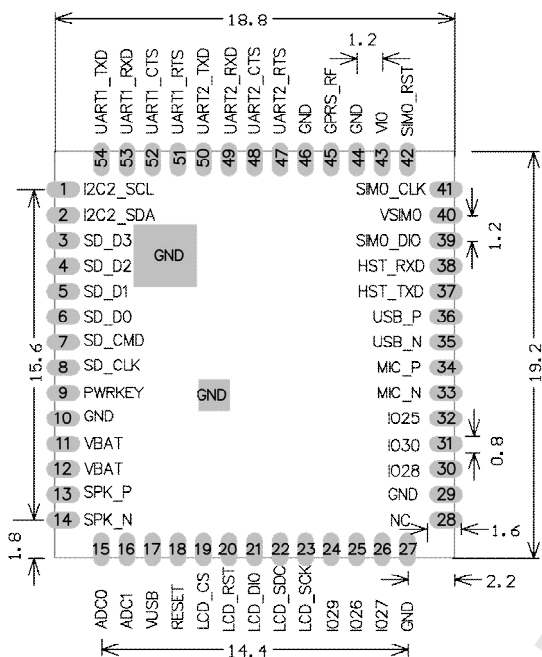 18.8
1.2
UART1_TXD
UART1_RXD
UART1_CTS
UART1_RTS
UART2_TXD
UART2_RXD
UART2_CTS
UART2_RTS
GND
GPRS_RF
GND
VIO
SIM0_RST
54 53 52 51 50 49 48 47 46 45 44 43 42
1 I2C2_SCL
2 I2C2_SDA
3 SD_D3
4 SD_D2
5 SD_D1
6 SD_D0
7 SD_CMD
8 SD_CLK
9 PWRKEY
10 GND
11 VBAT
12 VBAT
13 SPK_P
14 SPK_N
GND
GND
SIM0_CLK 41
VSIM0 40
SIM0_DIO 39
HST_RXD 38
HST_TXD 37
USB_P 36
USB_N 35
MIC_P 34
MIC_N 33
IO25 32
IO30 31
IO28 30
GND 29
NC 28
15.6
1.8
1.2
19.2
0.8
1.6
2.2
15 16 17 18 19 20 21 22 23 24 25 26 27
ADC0
ADC1
VUSB
RESET
LCD_CS
LCD_RST
LCD_DIO
LCD_SDC
LCD_SCK
IO29
IO26
IO27
GND
14.4